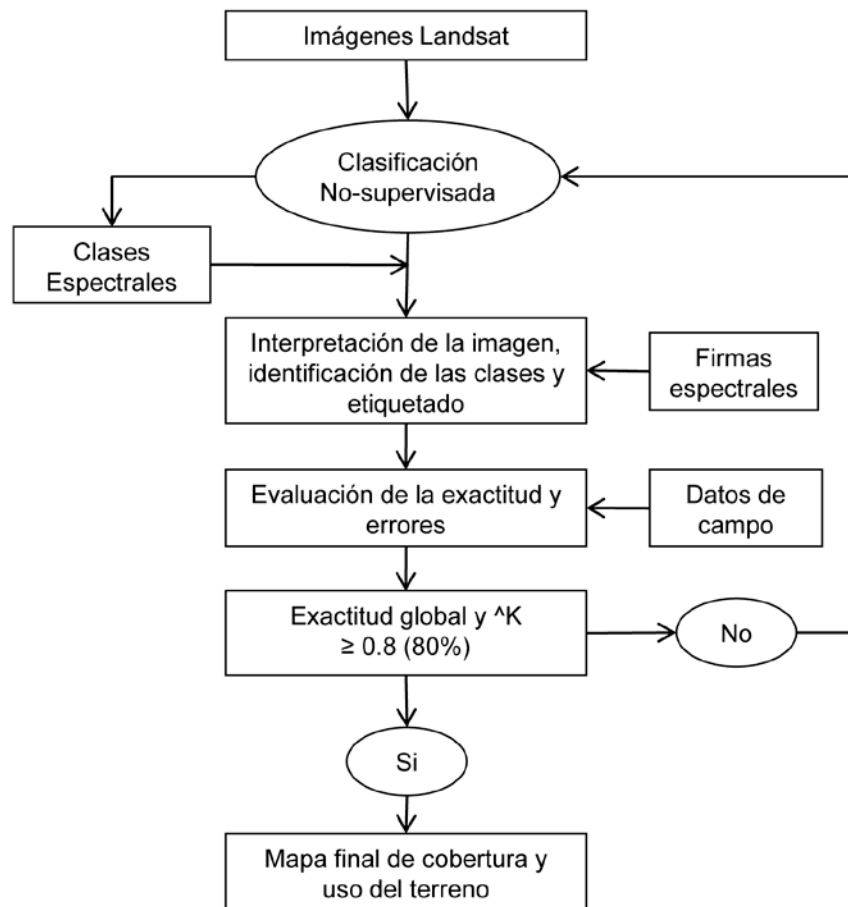 Imágenes Landsat
Clasificación
No-supervisada
Clases
Espectrales
Interpretación de la imagen,
identificación de las clases y
etiquetado
Firmas
espectrales
Evaluación de la exactitud y
errores
Datos de
campo
Exactitud global y ^K
≥ 0.8 (80%)
No
Si
Mapa final de cobertura y
uso del terreno